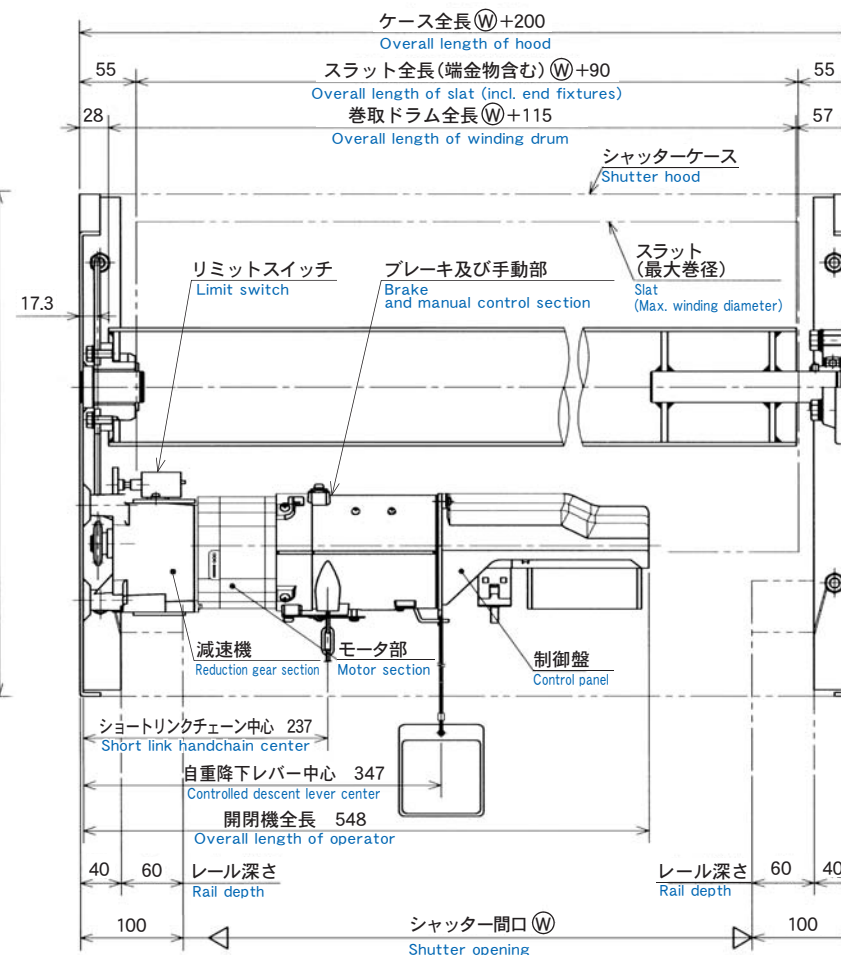 ケース全長Ⓦ+200
Overall length of hood
55
スラット全長(端金物含む)Ⓦ+90
55
Overall length of slat (incl. end fixtures)
28
巻取ドラム全長Ⓦ+115
57
Overall length of winding drum
シャッターケース
Shutter hood
リミットスイッチ
Limit switch
ブレーキ及び手動部
Brake
and manual control section
スラット
(最大巻径)
Slat
(Max. winding diameter)
17.3
減速機
Reduction gear section
モータ部
Motor section
制御盤
Control panel
ショートリンクチェーン中心 237
Short link handchain center
自重降下レバー中心 347
Controlled descent lever center
開閉機全長 548
Overall length of operator
40
60
レール深さ
Rail depth
レール深さ
Rail depth
60
40
100
シャッター間口Ⓦ
Shutter opening
100